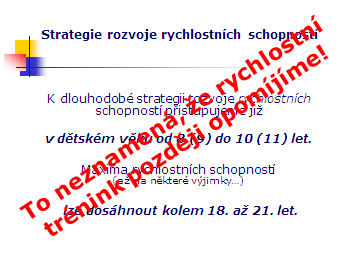 Strategie rozvoje rychlostních schopností
K dlouhodobé strategii rozvoje rychlostních
schopností přistupujeme již
v dětském věku od 8 (9) do 10 (11) let.
Maxima rychlostních schopností
(až na některé výjimky...)
lze dosáhnout kolem 18. až 21. let.
To neznamená, že rychlostní
trénink později opomíjíme!